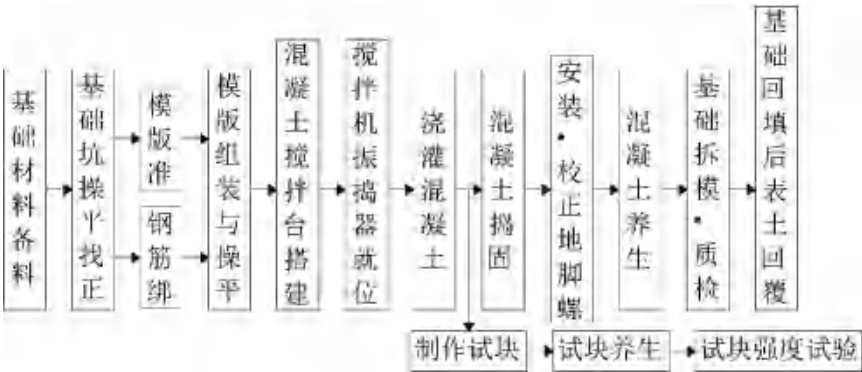 基础材料备料
基础坑操平找正
模版准
钢筋绑
模版组装与操平
混凝土搅拌台搭建
搅拌机振捣器就位
浇灌混凝土
混凝土捣固
安装·校正地脚螺
混凝土养生
基础拆模·质检
基础回填后表土回覆
制作试块
试块养生
试块强度试验